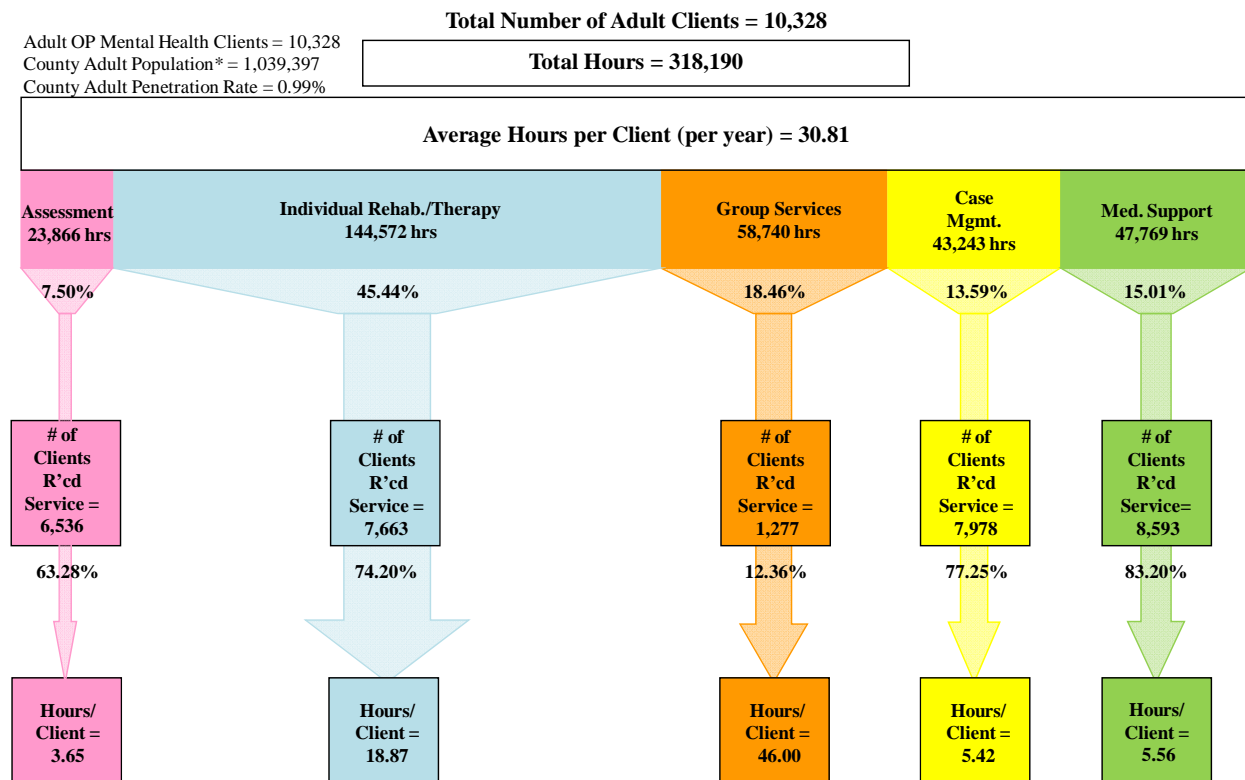 Total Number of Adult Clients = 10,328
Adult OP Mental Health Clients = 10,328
County Adult Population* = 1,039,397
County Adult Penetration Rate = 0.99%
Total Hours = 318,190
Average Hours per Client (per year) = 30.81
Assessment
23,866 hrs
Individual Rehab./Therapy
144,572 hrs
Group Services
58,740 hrs
Case
Mgmt.
43,243 hrs
Med. Support
47,769 hrs
7.50%
45.44%
18.46%
13.59%
15.01%
# of
Clients
R’cd
Service =
6,536
# of
Clients
R’cd
Service =
7,663
# of
Clients
R’cd
Service =
1,277
# of
Clients
R’cd
Service =
7,978
# of
Clients
R’cd
Service=
8,593
63.28%
74.20%
12.36%
77.25%
83.20%
Hours/
Client =
3.65
Hours/
Client =
18.87
Hours/
Client =
46.00
Hours/
Client =
5.42
Hours/
Client =
5.56